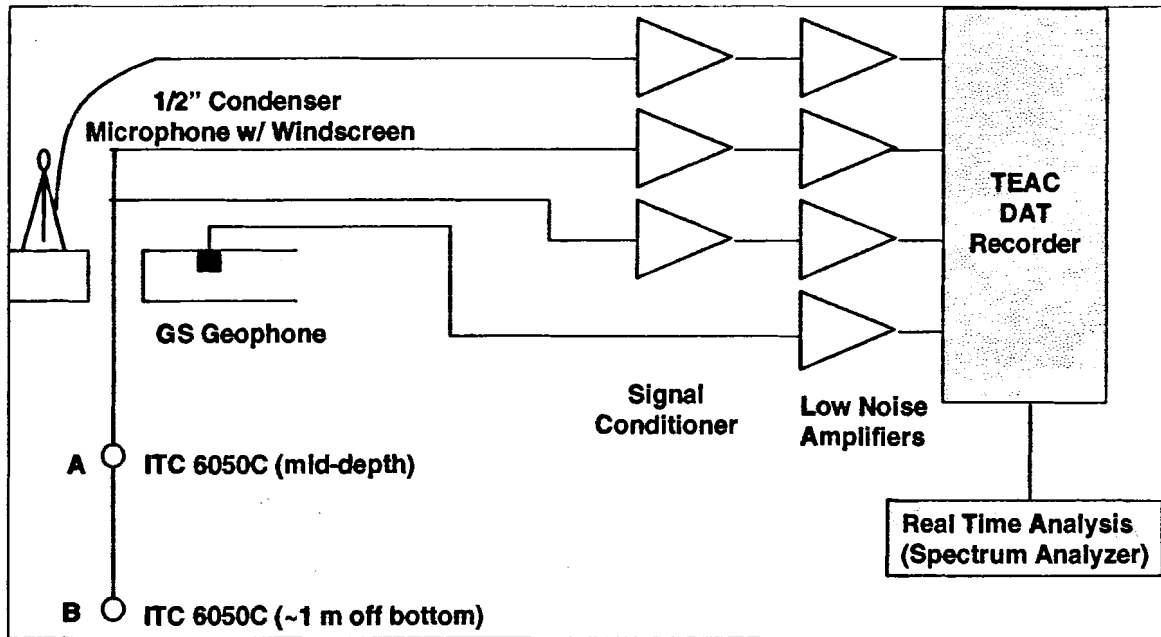 1/2” Condenser
Microphone w/ Windscreen
TEAC
DAT
Recorder
GS Geophone
Signal
Conditioner
Low Noise
Amplifiers
A
ITC 6050C (mid-depth)
Real Time Analysis
(Spectrum Analyzer)
B
ITC 6050C (~1 m off bottom)